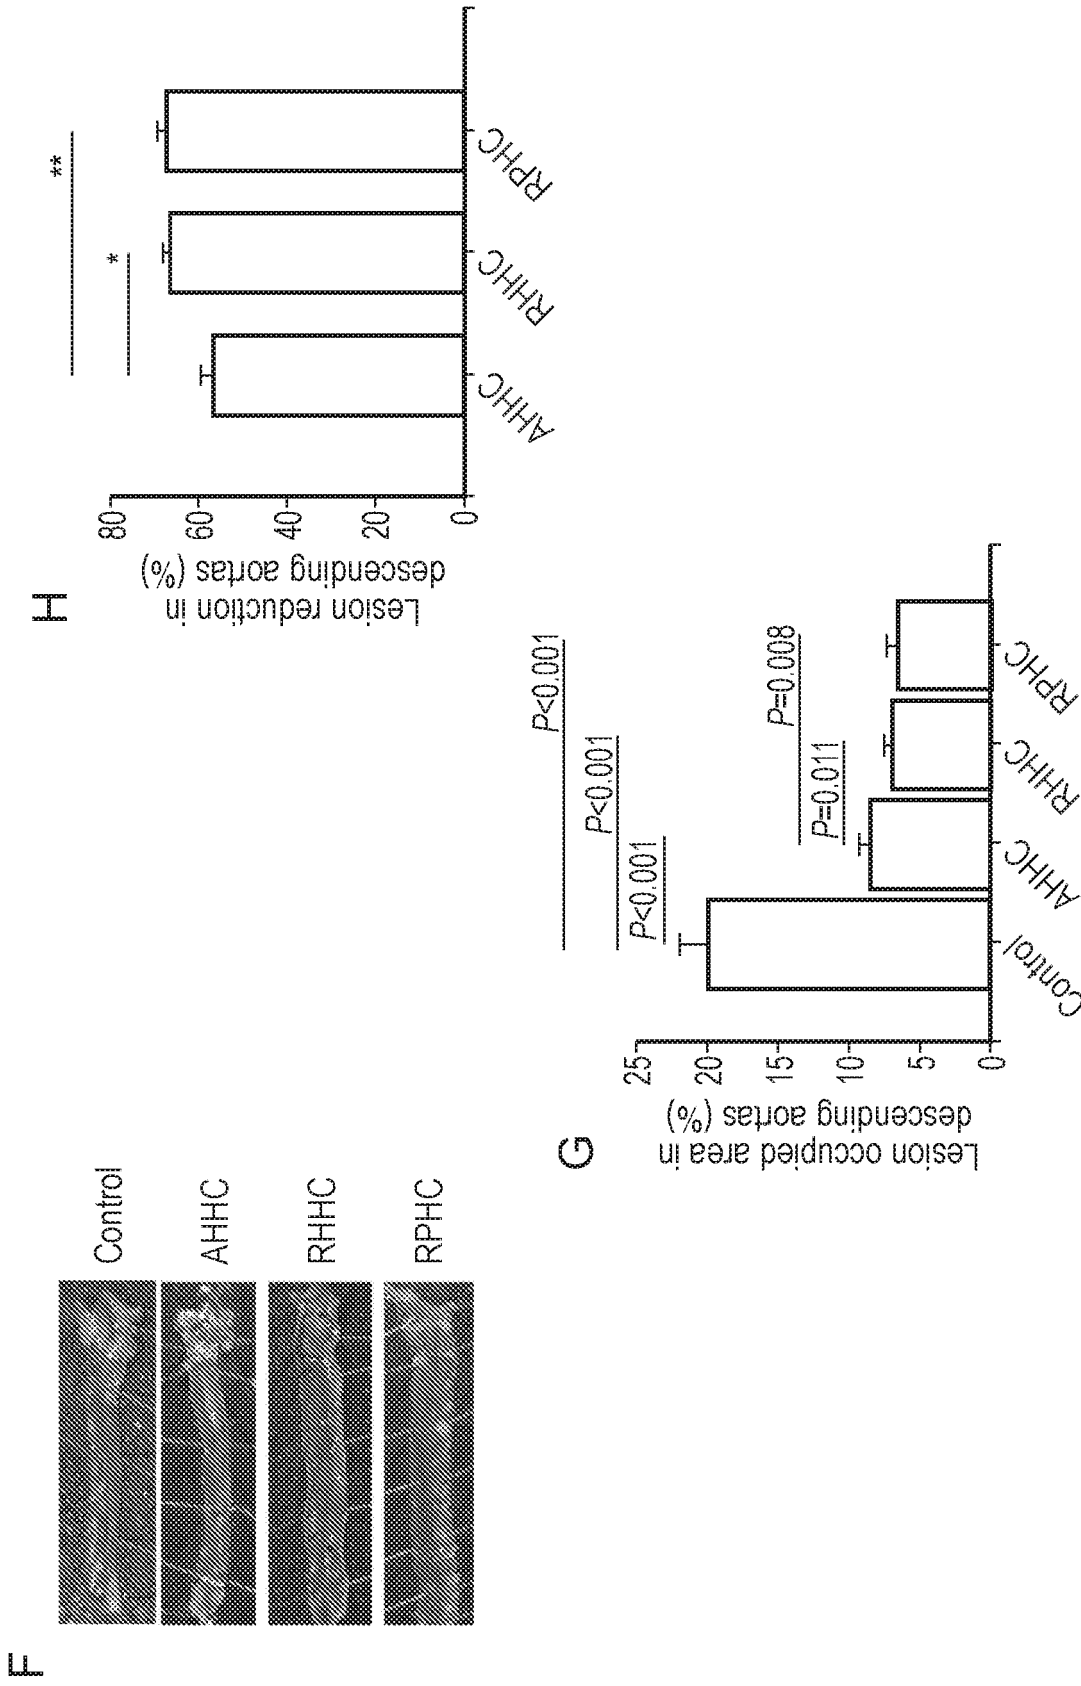 F
Control
AHHC
RHHC
RPHC
G
Lesion occupied area in
descending aortas (%)
25
20
15
10
5
0
P<0.001
P<0.001
P<0.001
P=0.008
P=0.011
Control
AHHC
RHHC
RPHC
H
Lesion reduction in
descending aortas (%)
80
60
40
20
0
**
*
AHHC
RHHC
RPHC